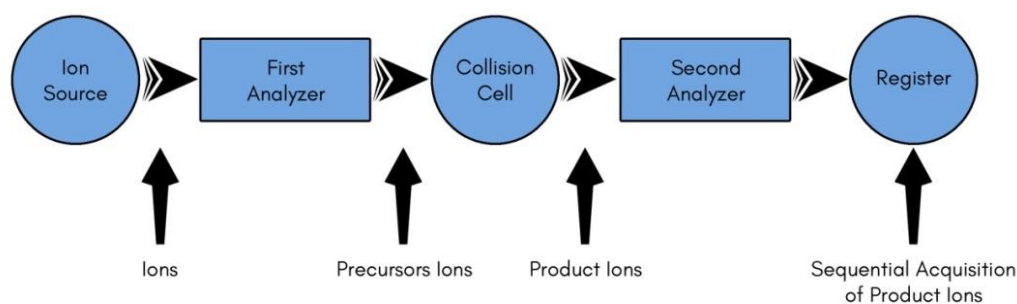 Ion
Source
First
Analyzer
Collision
Cell
Second
Analyzer
Register
Ions
Precursors Ions
Product Ions
Sequential Acquisition
of Product Ions